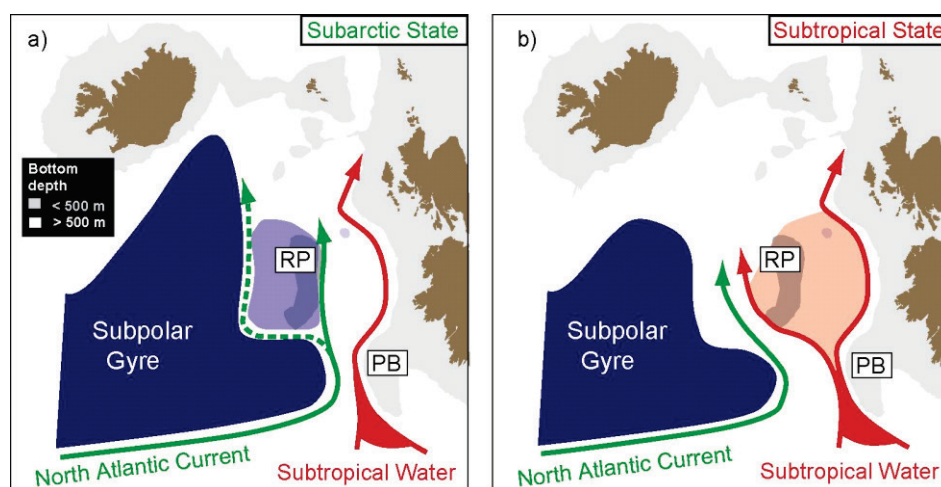 a)
Subarctic State
Bottom
depth
< 500 m
> 500 m
RP
Subpolar
Gyre
PB
North Atlantic Current
Subtropical Water
b)
Subtropical State
RP
Subpolar
Gyre
PB
North Atlantic Current
Subtropical Water